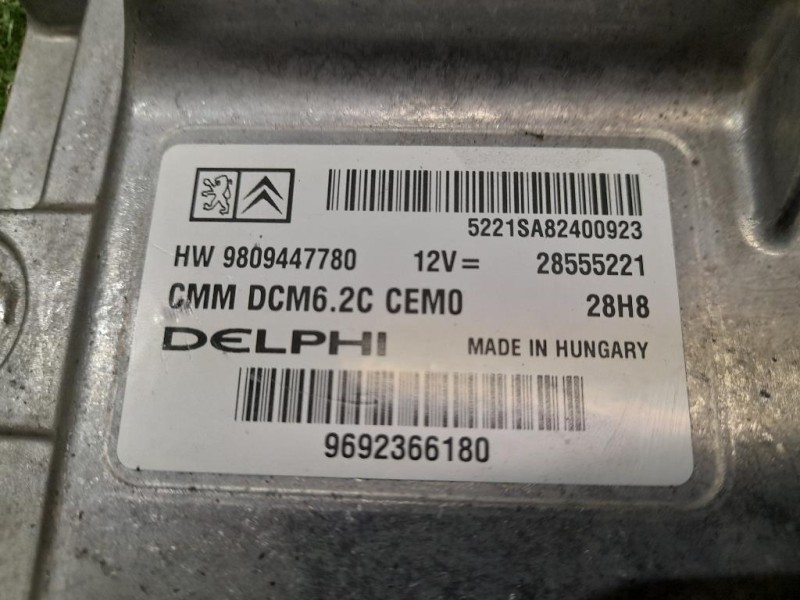 5221SA82400923
HW 9809447780 12V= 28555221
CMM DCM6.2C CEM0 28H8
DELPHI MADE IN HUNGARY
9692366180